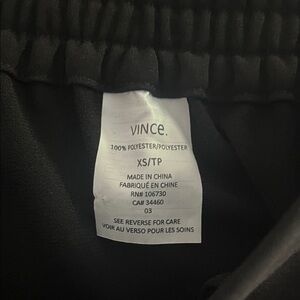 VINCE.
100% POLYESTER/POLYESTER
XS/TP
MADE IN CHINA
FABRIQUÉ EN CHINE
RN# 106730
CA# 34460
03
SEE REVERSE FOR CARE
VOIR AU VERSO POUR LES SOINS